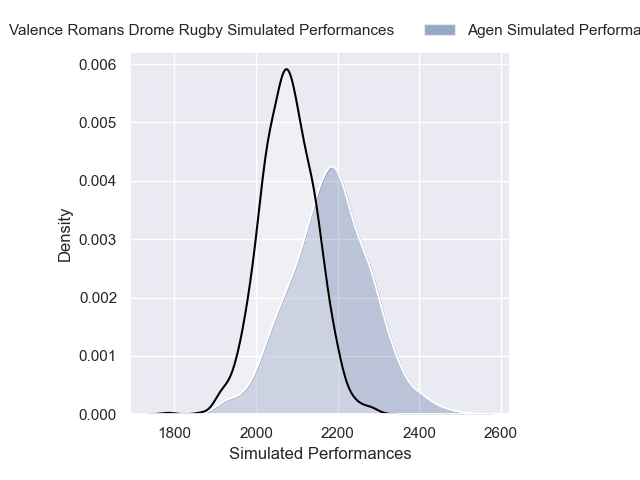 Valence Romans Drome Rugby Simulated Performances Agen Simulated Performa
0.006
0.005
0.004
0.003
0.002
0.001
0.000
Density
1800 2000 2200 2400 2600
Simulated Performances